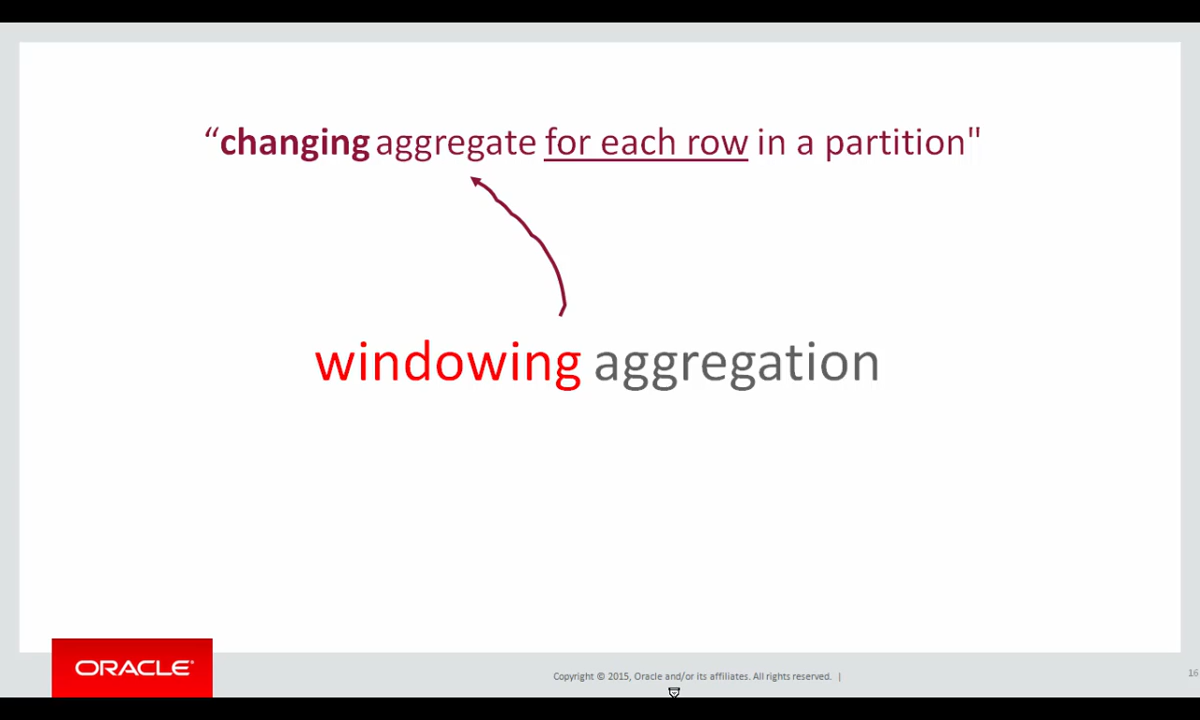 “changing aggregate for each row in a partition"
windowing aggregation
ORACLE
Copyright © 2015, Oracle and/or its affiliates. All rights reserved. |
16